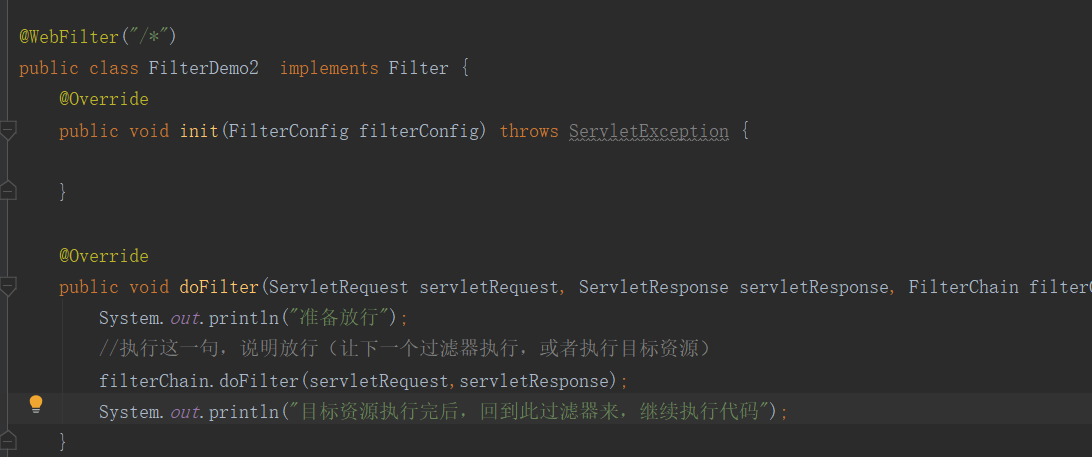 @WebFilter("/*")
public class FilterDemo2  implements Filter {
@Override
public void init(FilterConfig filterConfig) throws ServletException {
}
@Override
public void doFilter(ServletRequest servletRequest, ServletResponse servletResponse, FilterChain filterC
System.out.println("准备放行");
//执行这一句，说明放行（让下一个过滤器执行，或者执行目标资源）
filterChain.doFilter(servletRequest,servletResponse);
System.out.println("目标资源执行完后，回到此过滤器来，继续执行代码");
}